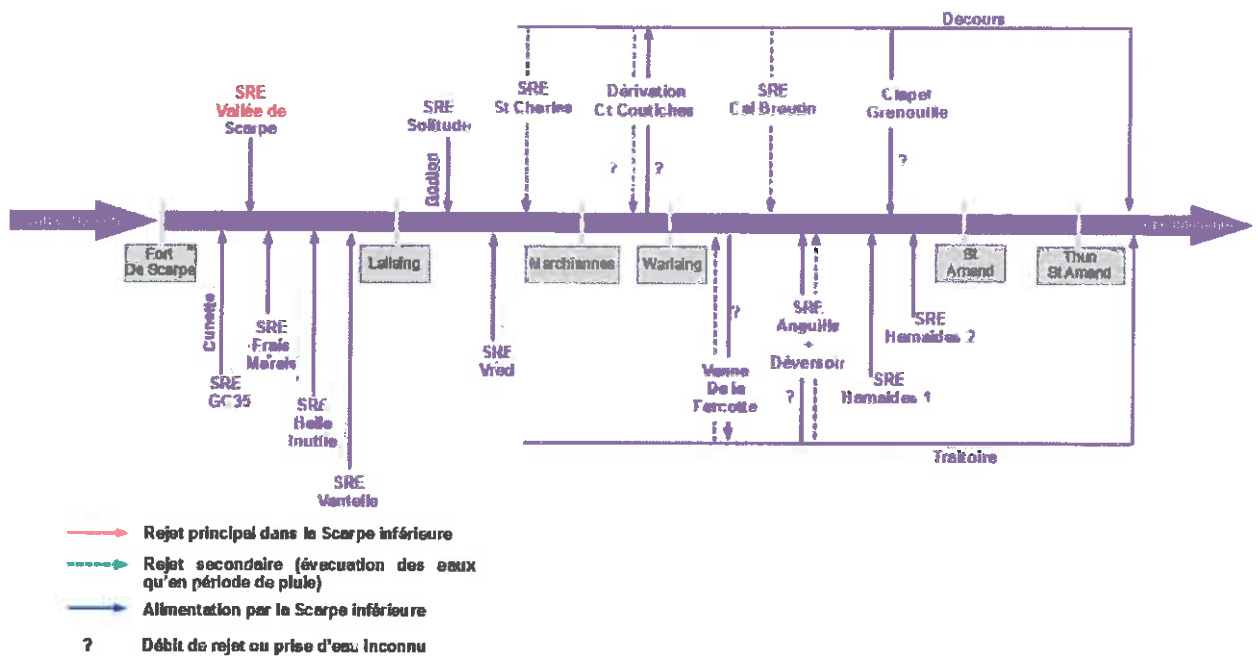 Decours
SRE
Vallée de
Scarpe
SRE
Solitude
Godion
SRE
St Charles
Dérivation
Ct Coutiches
SRE
Cal Breutin
Clapet
Grenouille
?
?
?
Fort
De Scarpe
Lallaing
Marchiennes
Warlaing
St
Amand
Thun
St Amand
Cunette
SRE
GC35
SRE
Frais
Marais
SRE
Belle
Inutile
SRE
Ventelle
SRE
Vred
?
Vanne
De la
Farcotte
SRE
Anguille
+
Déversoir
?
SRE
Hamaides 1
SRE
Hamaides 2
Traitoire
Rejet principal dans la Scarpe inférieure
Rejet secondaire (évacuation des eaux
qu'en période de pluie)
Alimentation par la Scarpe inférieure
? Débit de rejet ou prise d'eau inconnu